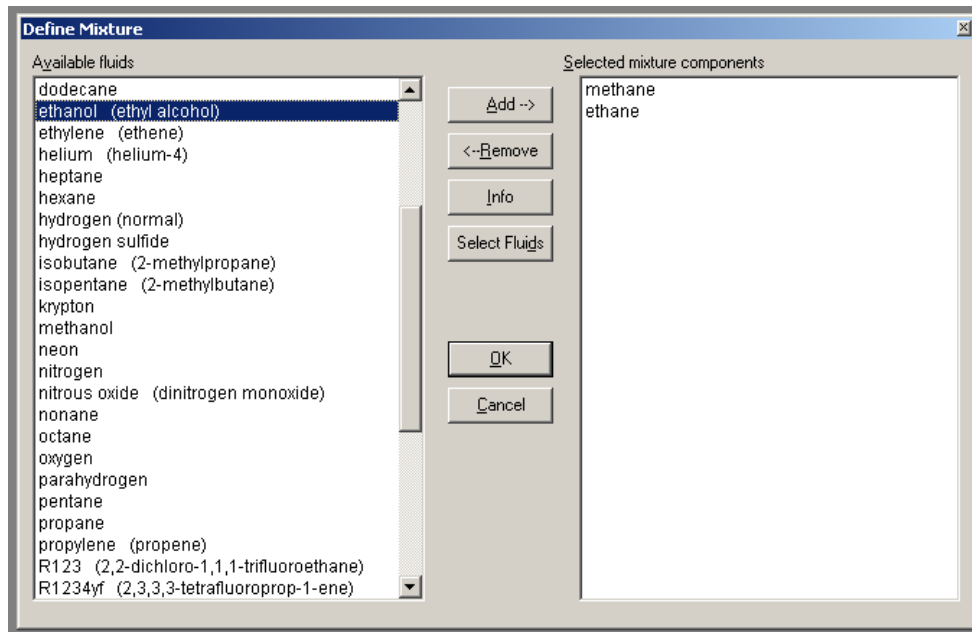 Define Mixture
Available fluids
dodecane
ethanol (ethyl alcohol)
ethylene (ethene)
helium (helium-4)
heptane
hexane
hydrogen (normal)
hydrogen sulfide
isobutane (2-methylpropane)
isopentane (2-methylbutane)
krypton
methanol
neon
nitrogen
nitrous oxide (dinitrogen monoxide)
nonane
octane
oxygen
parahydrogen
pentane
propane
propylene (propene)
R123 (2,2-dichloro-1,1,1-trifluoroethane)
R1234yf (2,3,3,3-tetrafluoroprop-1-ene)
Add -->
<--Remove
Info
Select Fluids
OK
Cancel
Selected mixture components
methane
ethane